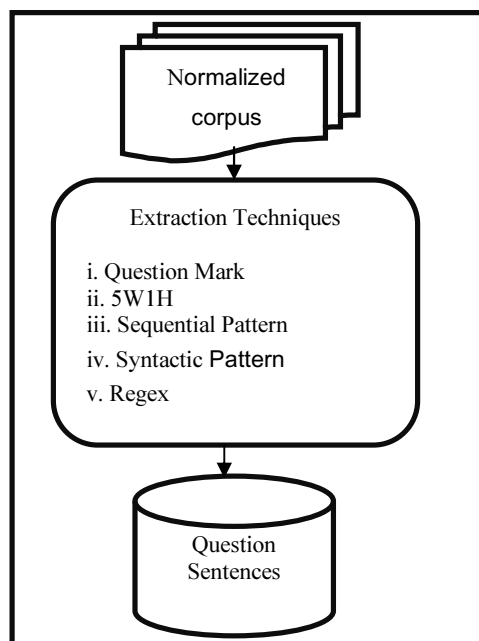 Normalized
corpus
Extraction Techniques
i. Question Mark
ii. 5W1H
iii. Sequential Pattern
iv. Syntactic Pattern
v. Regex
Question
Sentences